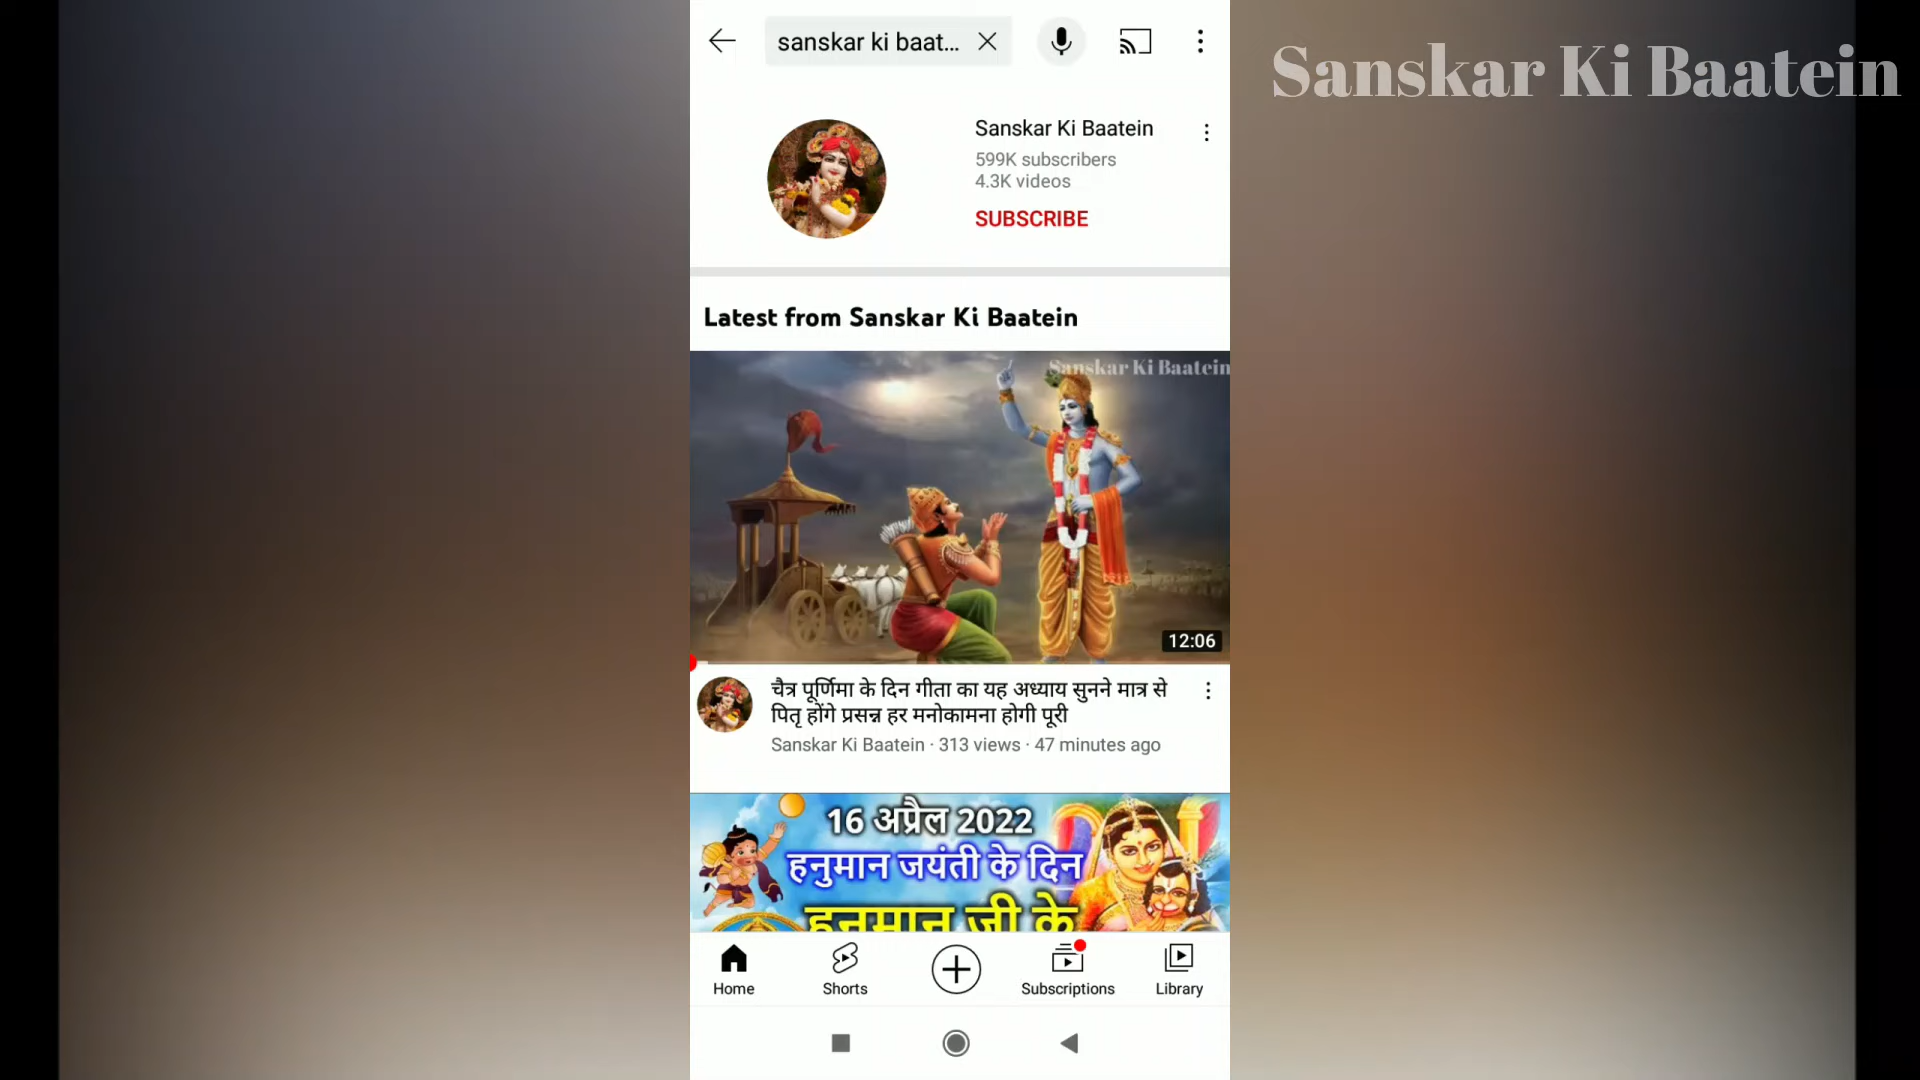 sanskar ki baat...
Sanskar Ki Baatein
Sanskar Ki Baatein
599K subscribers
4.3K videos
SUBSCRIBE
Latest from Sanskar Ki Baatein
Sanskar Ki Baatein
12:06
चैत्र पूर्णिमा के दिन गीता का यह अध्याय सुनने मात्र से
पितृ होंगे प्रसन्न हर मनोकामना होगी पूरी
Sanskar Ki Baatein · 313 views · 47 minutes ago
16 अप्रैल 2022
हनुमान जयंती के दिन
हनुमान जी के
Home
Shorts
Subscriptions
Library